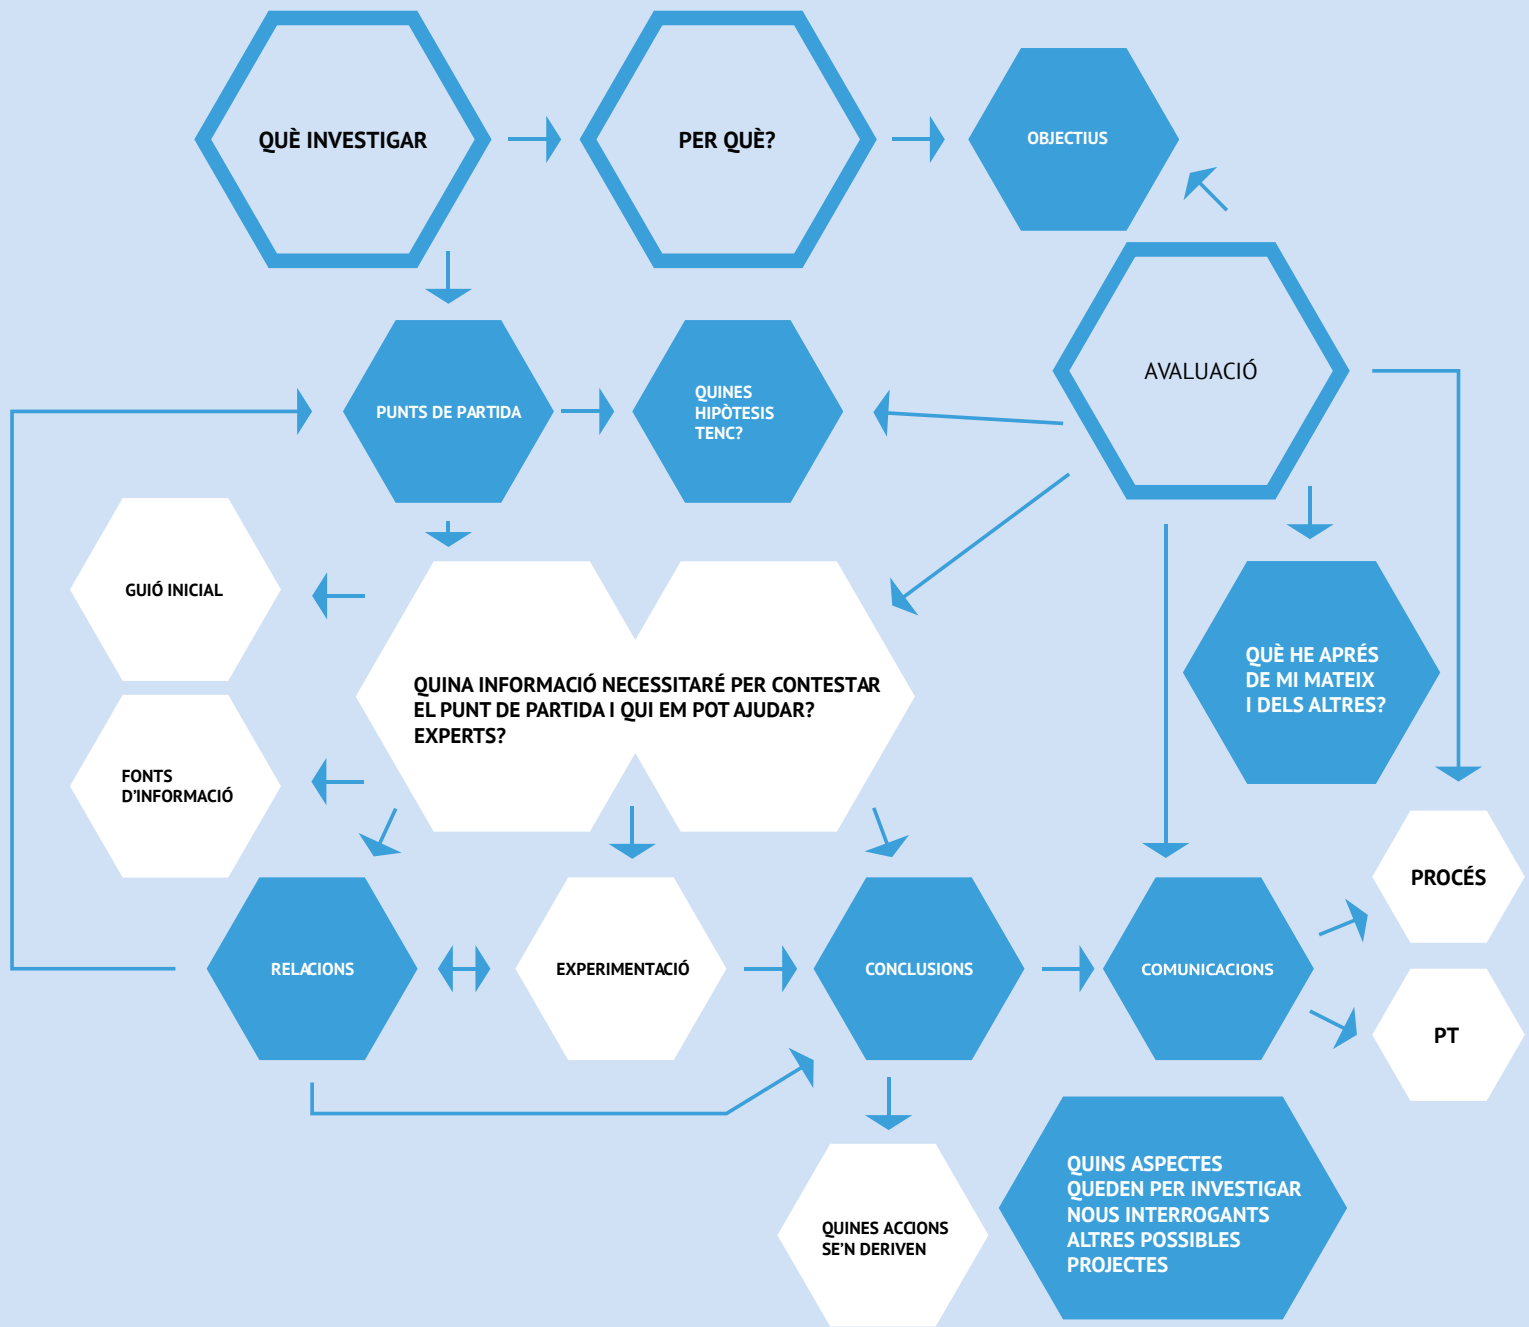 QUÈ INVESTIGAR
PER QUÈ?
OBJECTIUS
AVALUACIÓ
PUNTS DE PARTIDA
QUINES
HIPÒTESIS
TENC?
GUIÓ INICIAL
QUINA INFORMACIÓ NECESSITARÉ PER CONTESTAR
EL PUNT DE PARTIDA I QUI EM POT AJUDAR?
EXPERTS?
QUÈ HE APRÉS
DE MI MATEIX
I DELS ALTRES?
FONTS
D'INFORMACIÓ
PROCÉS
RELACIONS
EXPERIMENTACIÓ
CONCLUSIONS
COMUNICACIONS
PT
QUINES ACCIONS
SE'N DERIVEN
QUINS ASPECTES
QUEDEN PER INVESTIGAR
NOUS INTERROGANTS
ALTRES POSSIBLES
PROJECTES